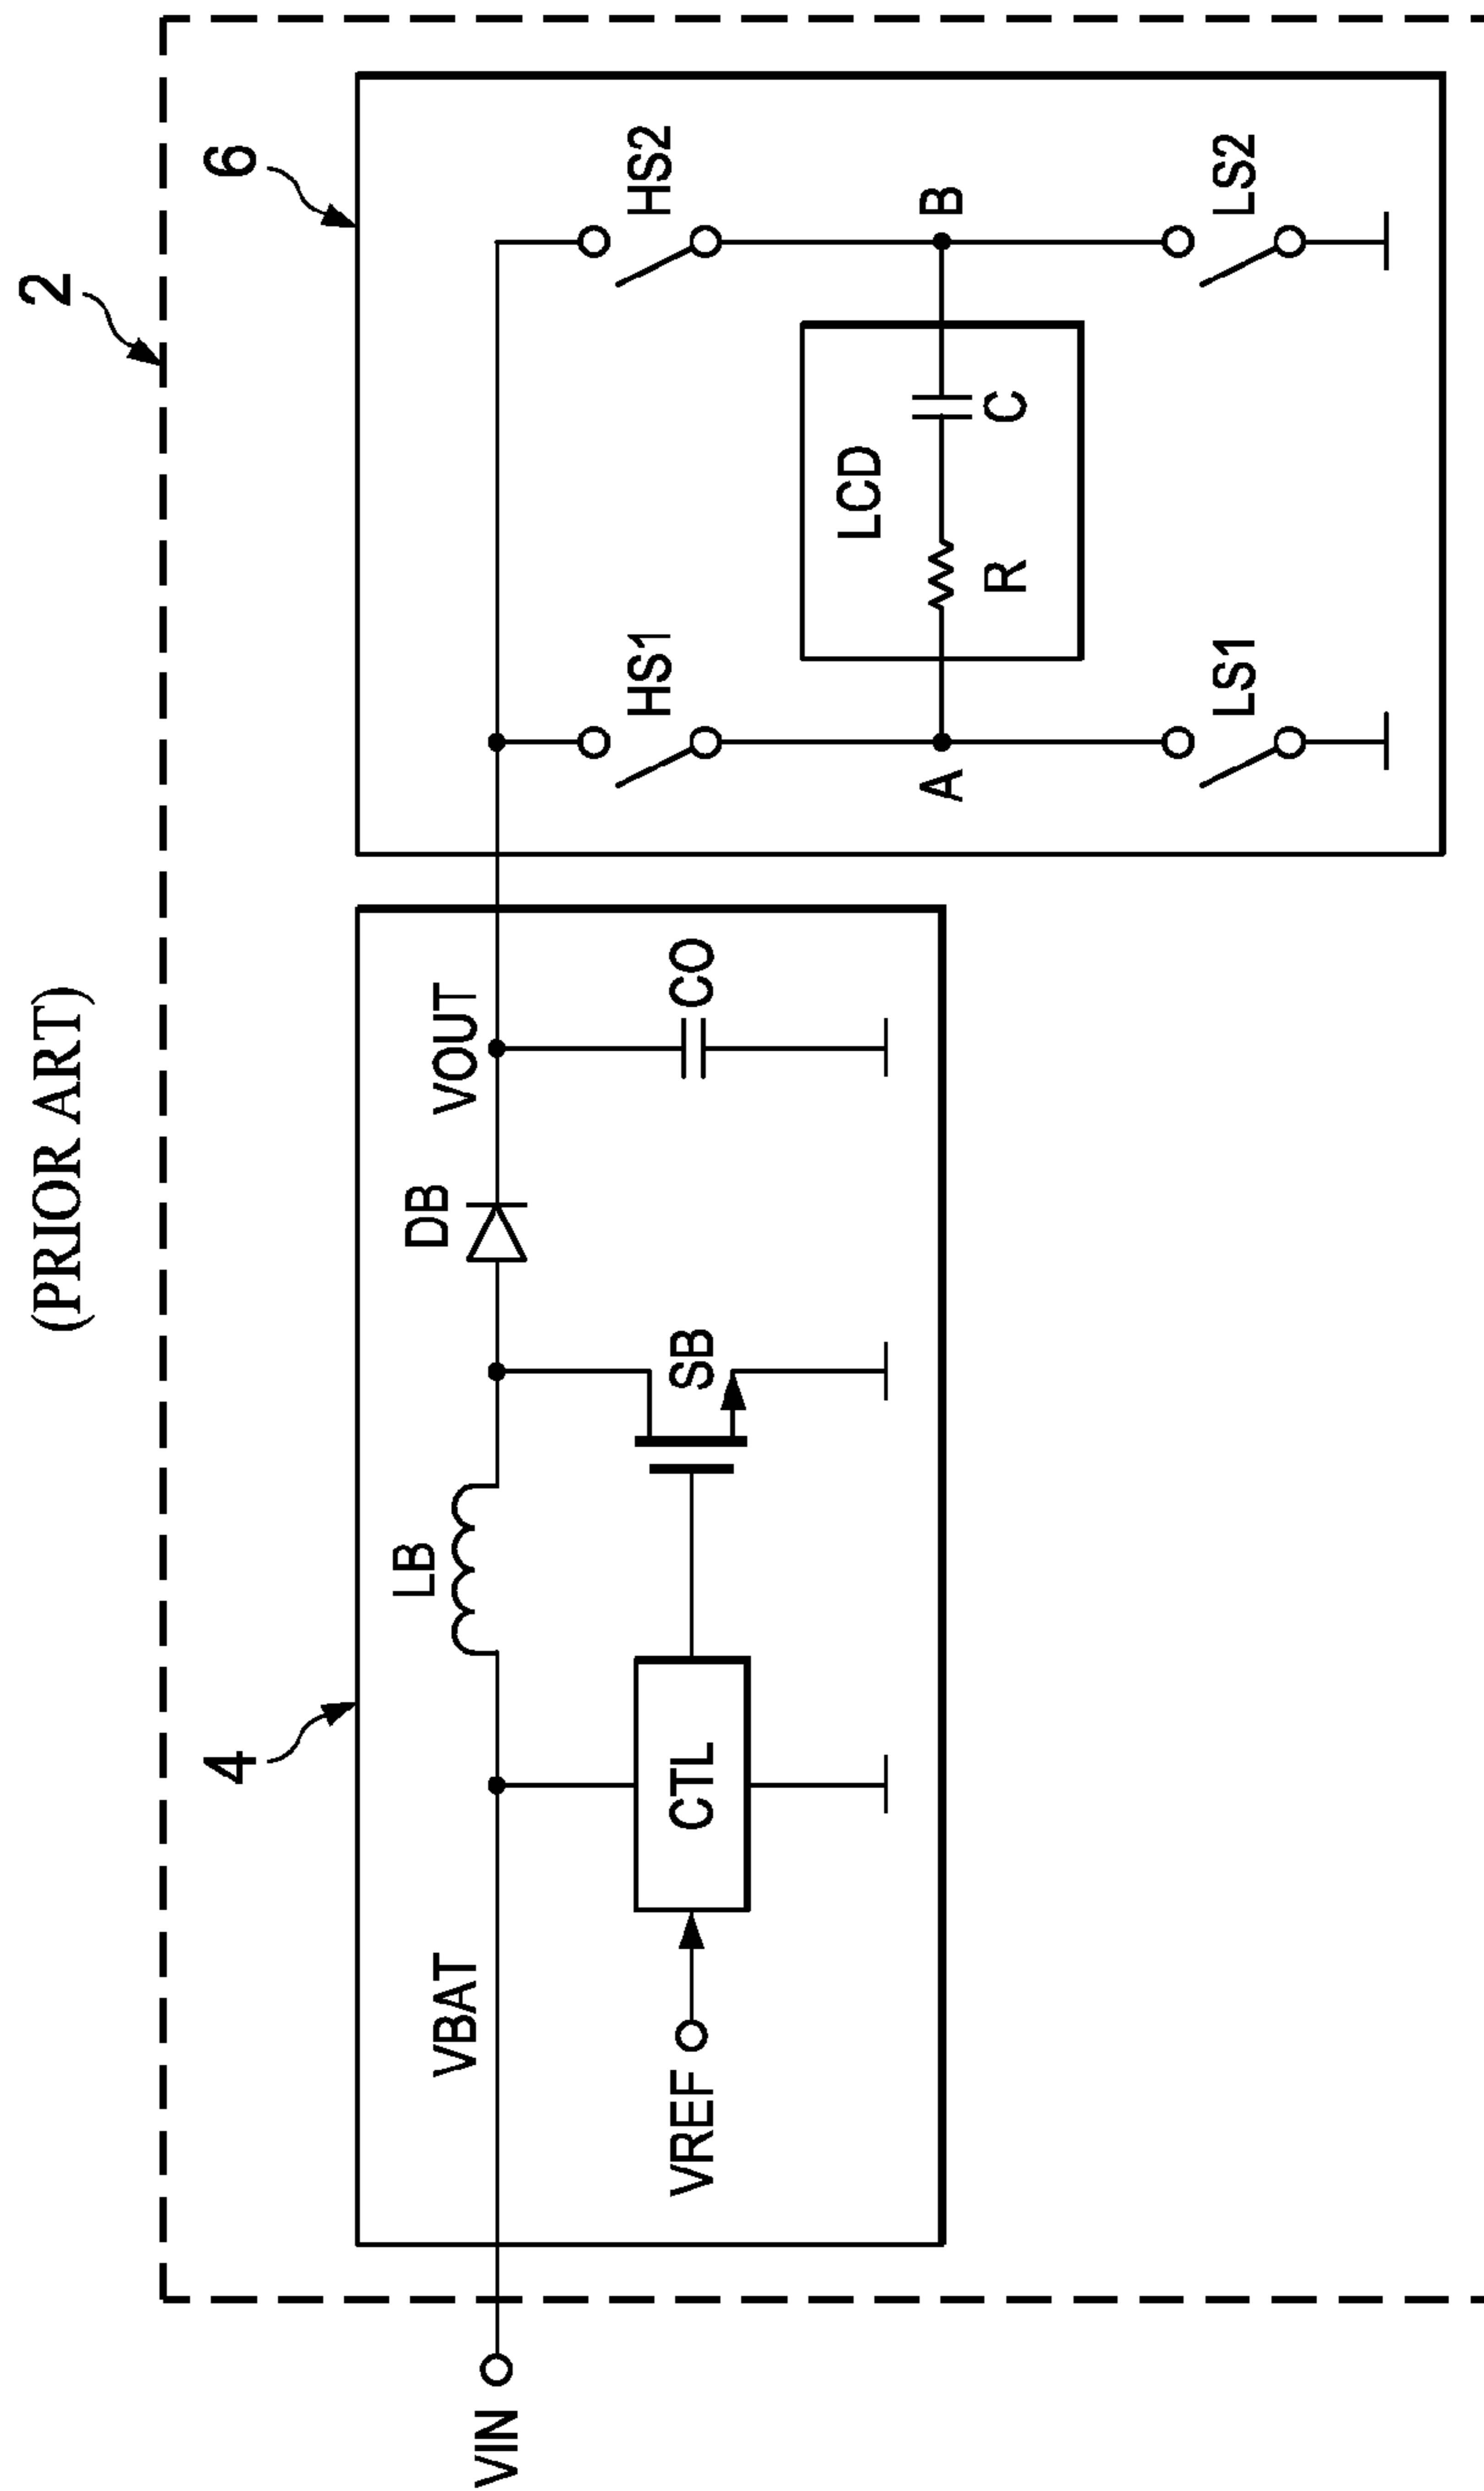 (PRIOR ART)
2
4
6
VIN
VBAT
LB
DB
VOUT
VREF
CTL
SB
CO
HS1
HS2
LCD
A
R
C
B
LS1
LS2